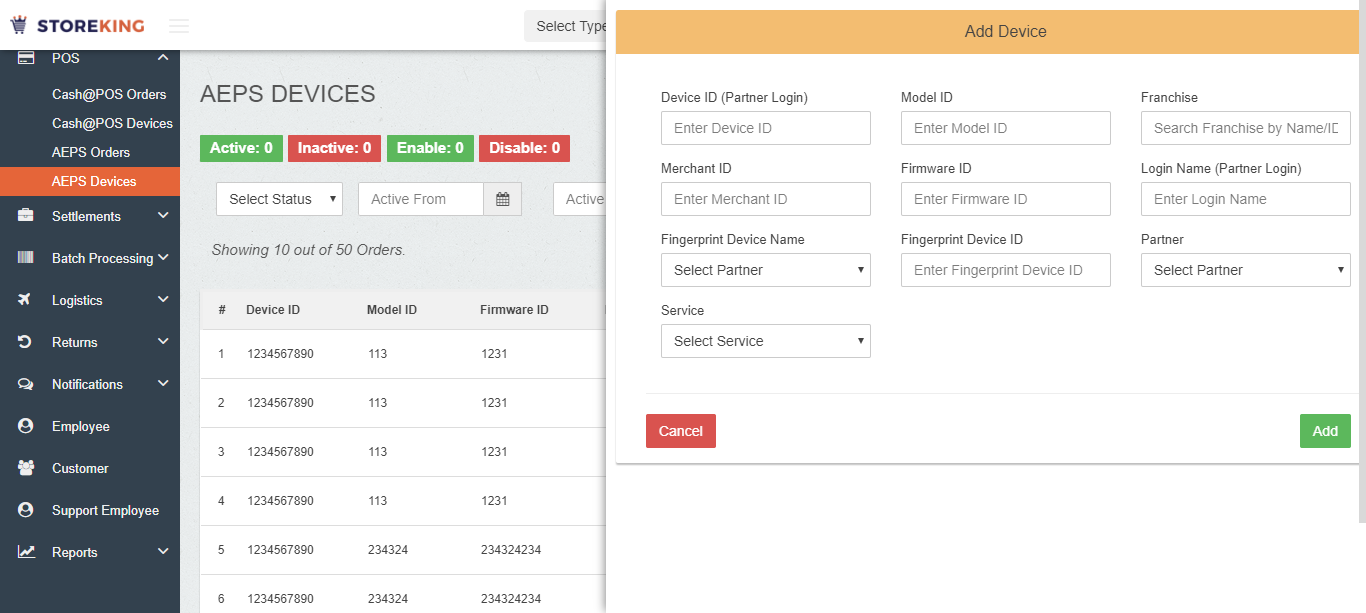 STOREKING
Select Type
POS
Cash@POS Orders
Cash@POS Devices
AEPS Orders
AEPS Devices
Settlements
Batch Processing
Logistics
Returns
Notifications
Employee
Customer
Support Employee
Reports
AEPS DEVICES
Active: 0 Inactive: 0 Enable: 0 Disable: 0
Select Status Active From Active
Showing 10 out of 50 Orders.
# Device ID Model ID Firmware ID
1 1234567890 113 1231
2 1234567890 113 1231
3 1234567890 113 1231
4 1234567890 113 1231
5 1234567890 234324 234324234
6 1234567890 234324 234324234
Add Device
Device ID (Partner Login) Model ID Franchise
Enter Device ID Enter Model ID Search Franchise by Name/ID
Merchant ID Firmware ID Login Name (Partner Login)
Enter Merchant ID Enter Firmware ID Enter Login Name
Fingerprint Device Name Fingerprint Device ID Partner
Select Partner Enter Fingerprint Device ID Select Partner
Service
Select Service
Cancel Add